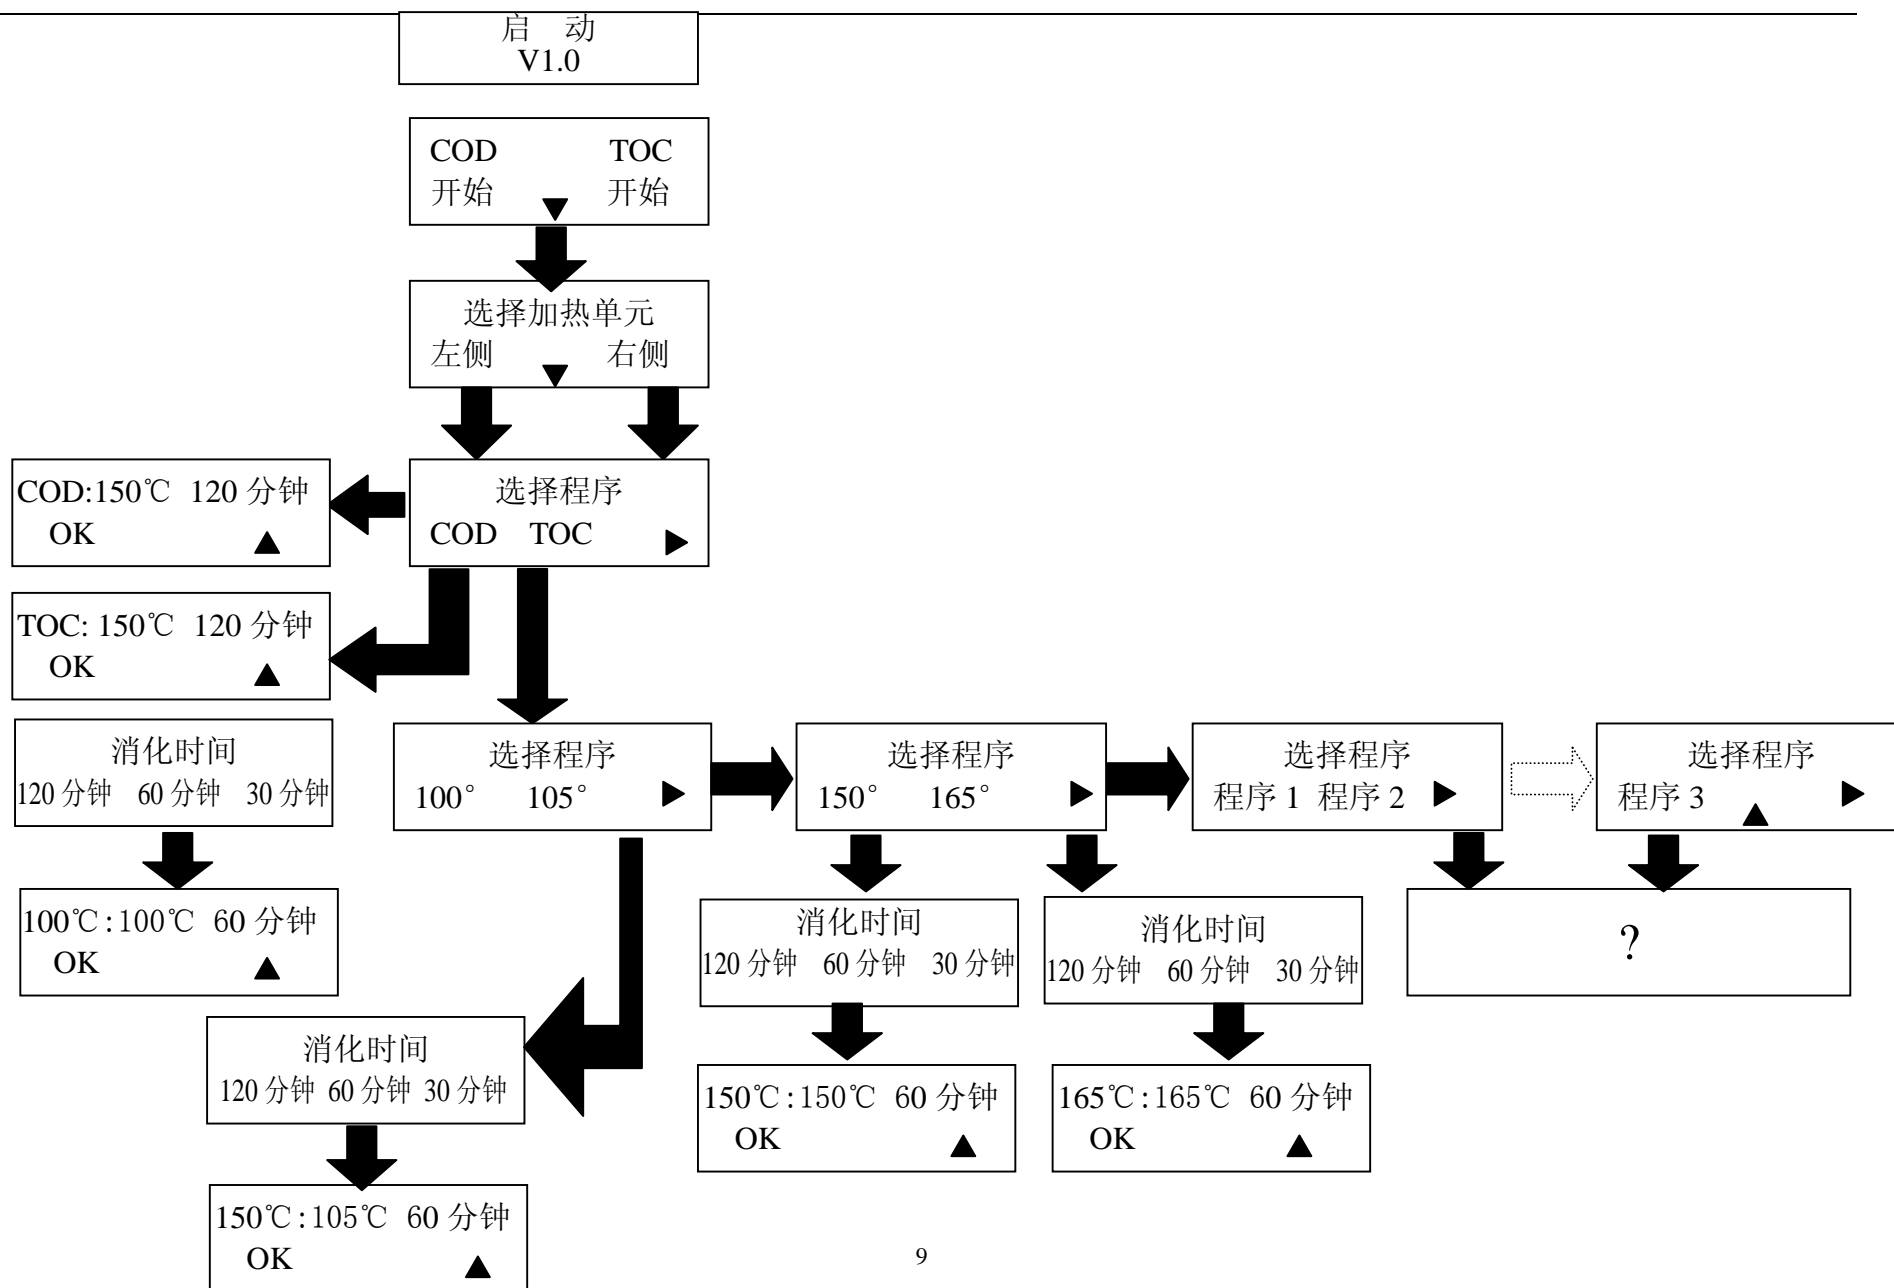 启 动
V1.0
COD TOC
开始 ▼ 开始
选择加热单元
左侧 ▼ 右侧
COD:150℃ 120 分钟
OK ▲
选择程序
COD TOC ▶
TOC: 150℃ 120 分钟
OK ▲
消化时间
120 分钟 60 分钟 30 分钟
选择程序
100° 105° ▶
选择程序
150° 165° ▶
选择程序
程序 1 程序 2 ▶
选择程序
程序 3 ▲ ▶
100℃:100℃ 60 分钟
OK ▲
消化时间
120 分钟 60 分钟 30 分钟
消化时间
120 分钟 60 分钟 30 分钟
?
消化时间
120 分钟 60 分钟 30 分钟
150℃:150℃ 60 分钟
OK ▲
165℃:165℃ 60 分钟
OK ▲
150℃:105℃ 60 分钟
OK ▲
9